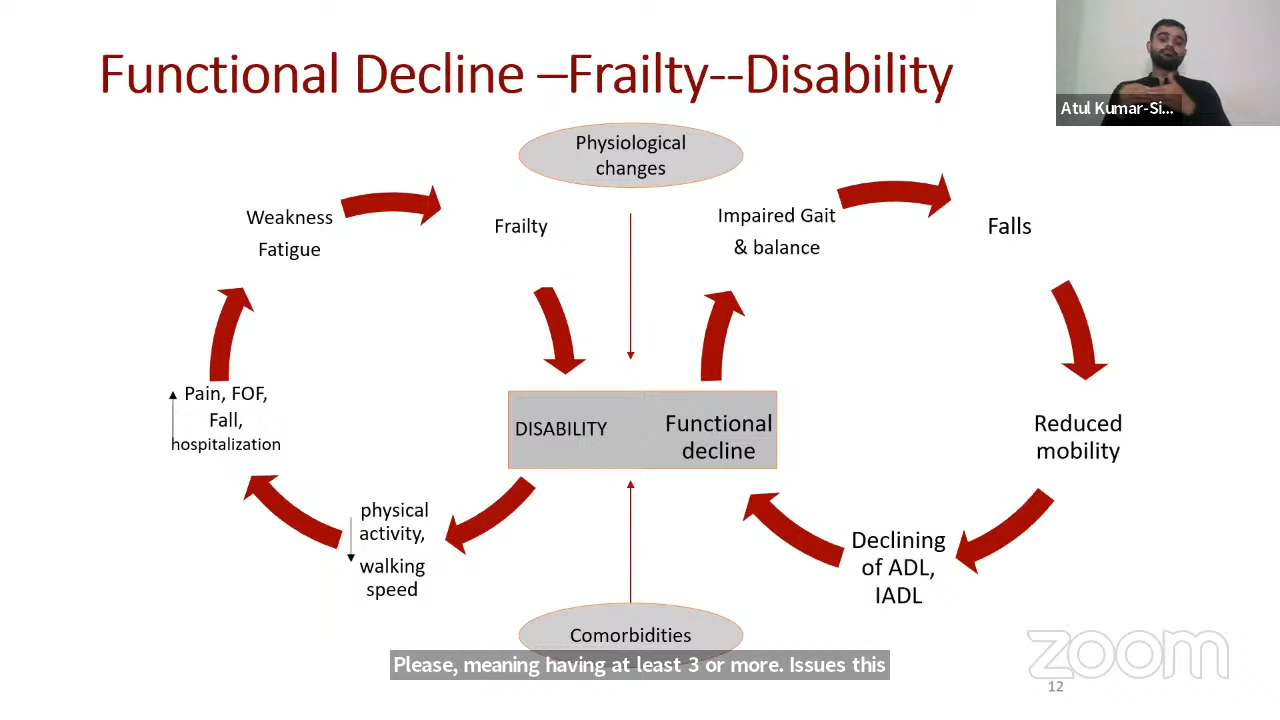 Functional Decline –Frailty--Disability
Atul Kumar-Si...
Physiological
changes
Weakness
Fatigue
Frailty
Impaired Gait
& balance
Falls
Pain, FOF,
Fall,
hospitalization
DISABILITY
Functional
decline
Reduced
mobility
physical
activity,
walking
speed
Declining
of ADL,
IADL
Comorbidities
Please, meaning having at least 3 or more. Issues this
zoom
12